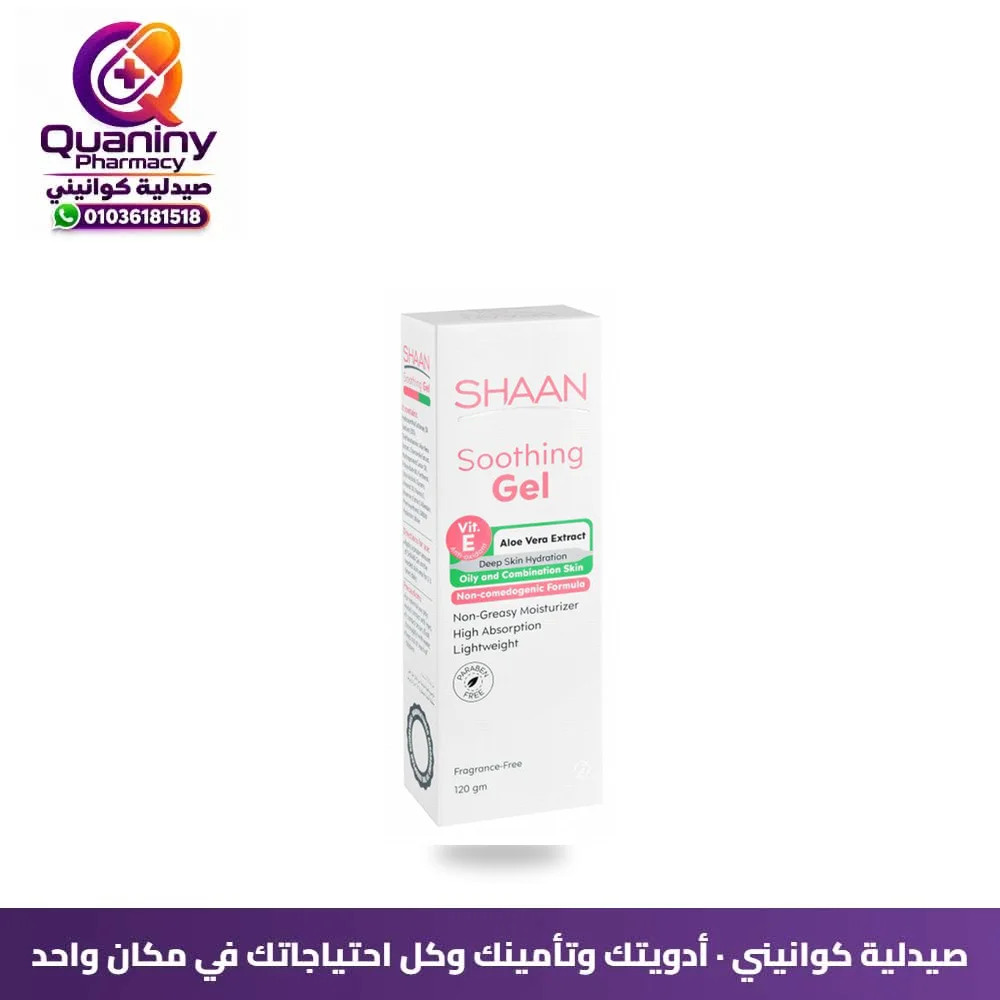 Quaniny
Pharmacy
صيدلية كوانيني
01036181518
SHAAN
Soothing Gel
SHAAN
Soothing
Gel
Vit.
E
Anti-oxidant
Aloe Vera Extract
Deep Skin Hydration
Oily and Combination Skin
Non-comedogenic Formula
Non-Greasy Moisturizer
High Absorption
Lightweight
PARABEN
FREE
Fragrance-Free
120 gm
صيدلية كوانيني · أدويتك وتأمينك وكل احتياجاتك في مكان واحد